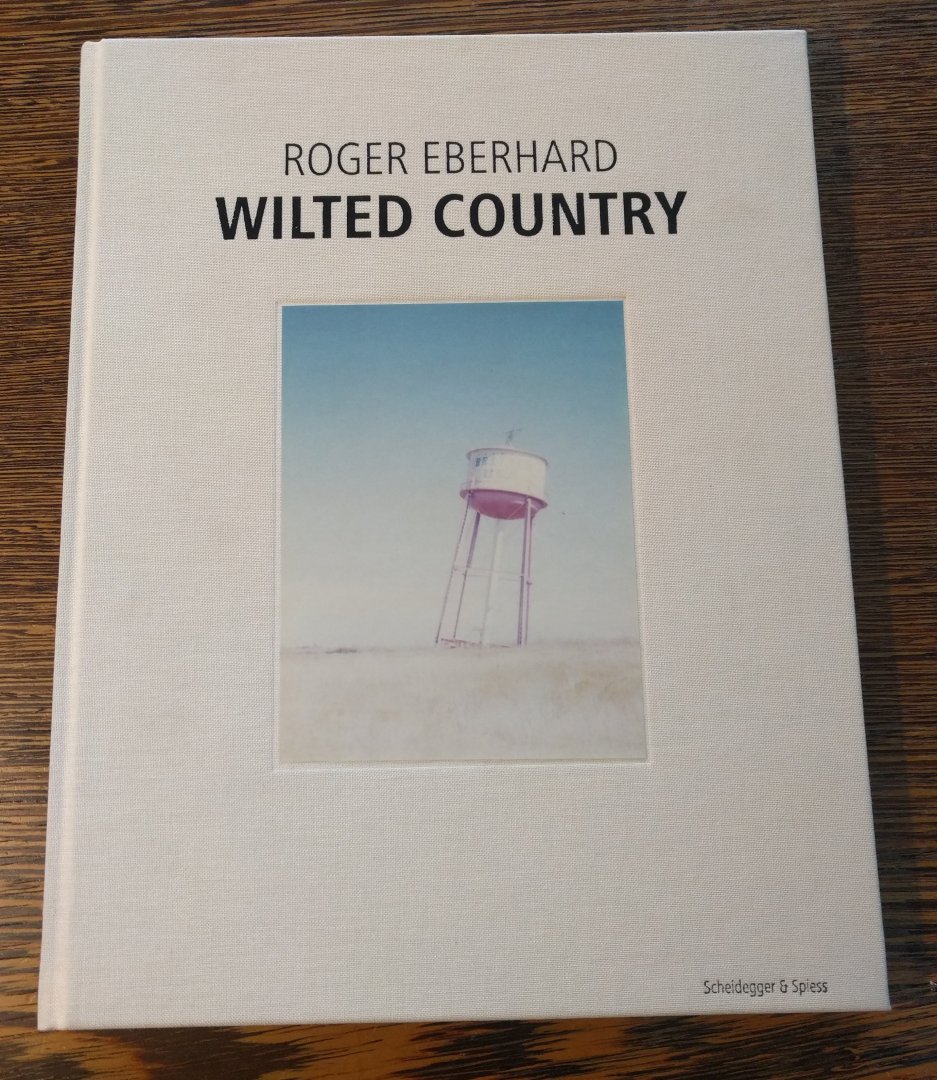 ROGER EBERHARD
WILTED COUNTRY
Scheidegger & Spiess